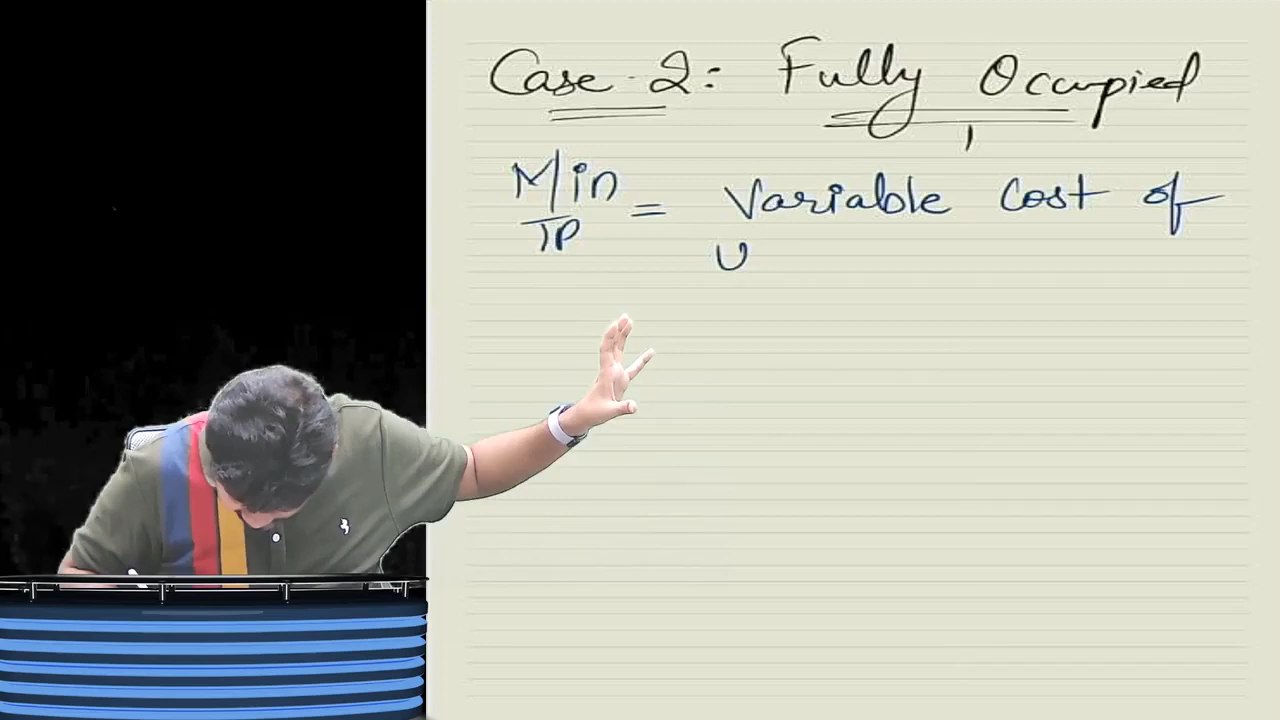 Case - 2: Fully Occupied
Min TP = Variable cost of
U